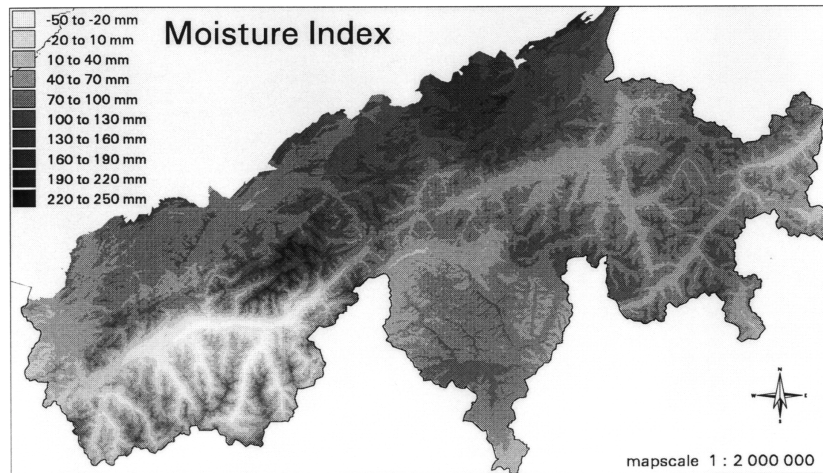 Moisture Index
-50 to -20 mm
-20 to 10 mm
10 to 40 mm
40 to 70 mm
70 to 100 mm
100 to 130 mm
130 to 160 mm
160 to 190 mm
190 to 220 mm
220 to 250 mm
N
W E
S
mapscale 1 : 2 000 000